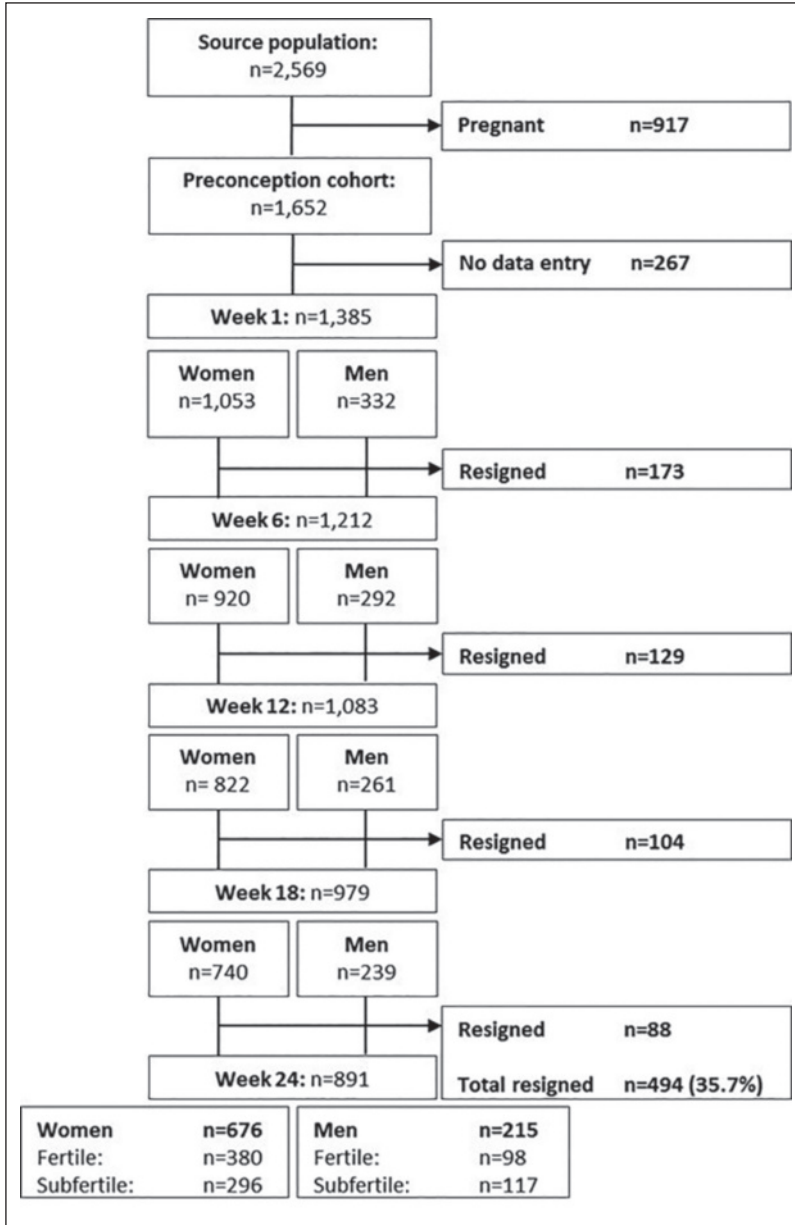 Source population:
n=2,569
Pregnant n=917
Preconception cohort:
n=1,652
No data entry n=267
Week 1: n=1,385
Women Men
n=1,053 n=332
Resigned n=173
Week 6: n=1,212
Women Men
n= 920 n=292
Resigned n=129
Week 12: n=1,083
Women Men
n= 822 n=261
Resigned n=104
Week 18: n=979
Women Men
n=740 n=239
Resigned n=88
Week 24: n=891
Total resigned n=494 (35.7%)
Women n=676 Men n=215
Fertile: n=380 Fertile: n=98
Subfertile: n=296 Subfertile: n=117